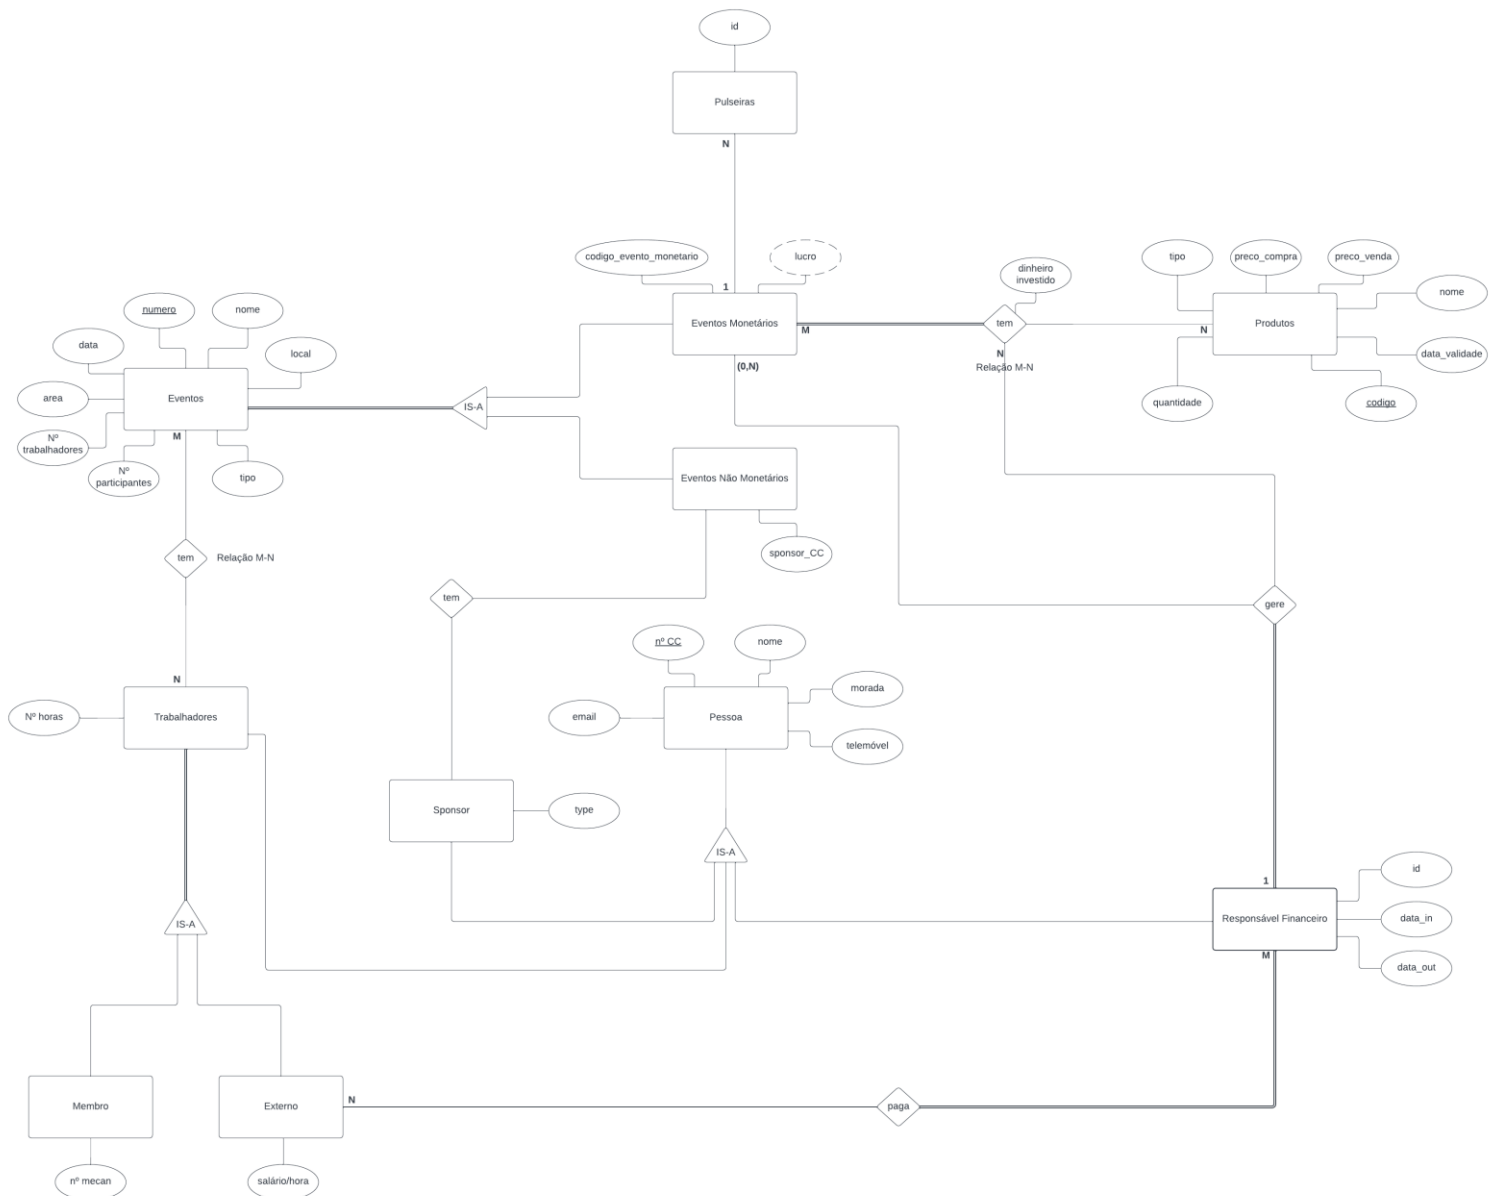 id
Pulseiras
N
codigo_evento_monetario
lucro
1
Eventos Monetários
M
(0,N)
dinheiro
investido
tem
N
Relação M-N
tipo
preco_compra
preco_venda
nome
Produtos
N
data_validade
quantidade
codigo
numero
nome
data
local
area
Eventos
Nº
trabalhadores
M
Nº
participantes
tipo
IS-A
Eventos Não Monetários
sponsor_CC
tem
Relação M-N
tem
gere
nº CC
nome
morada
email
Pessoa
telemóvel
N
Nº horas
Trabalhadores
Sponsor
type
IS-A
1
id
Responsável Financeiro
data_in
M
data_out
IS-A
Membro
Externo
N
paga
nº mecan
salário/hora